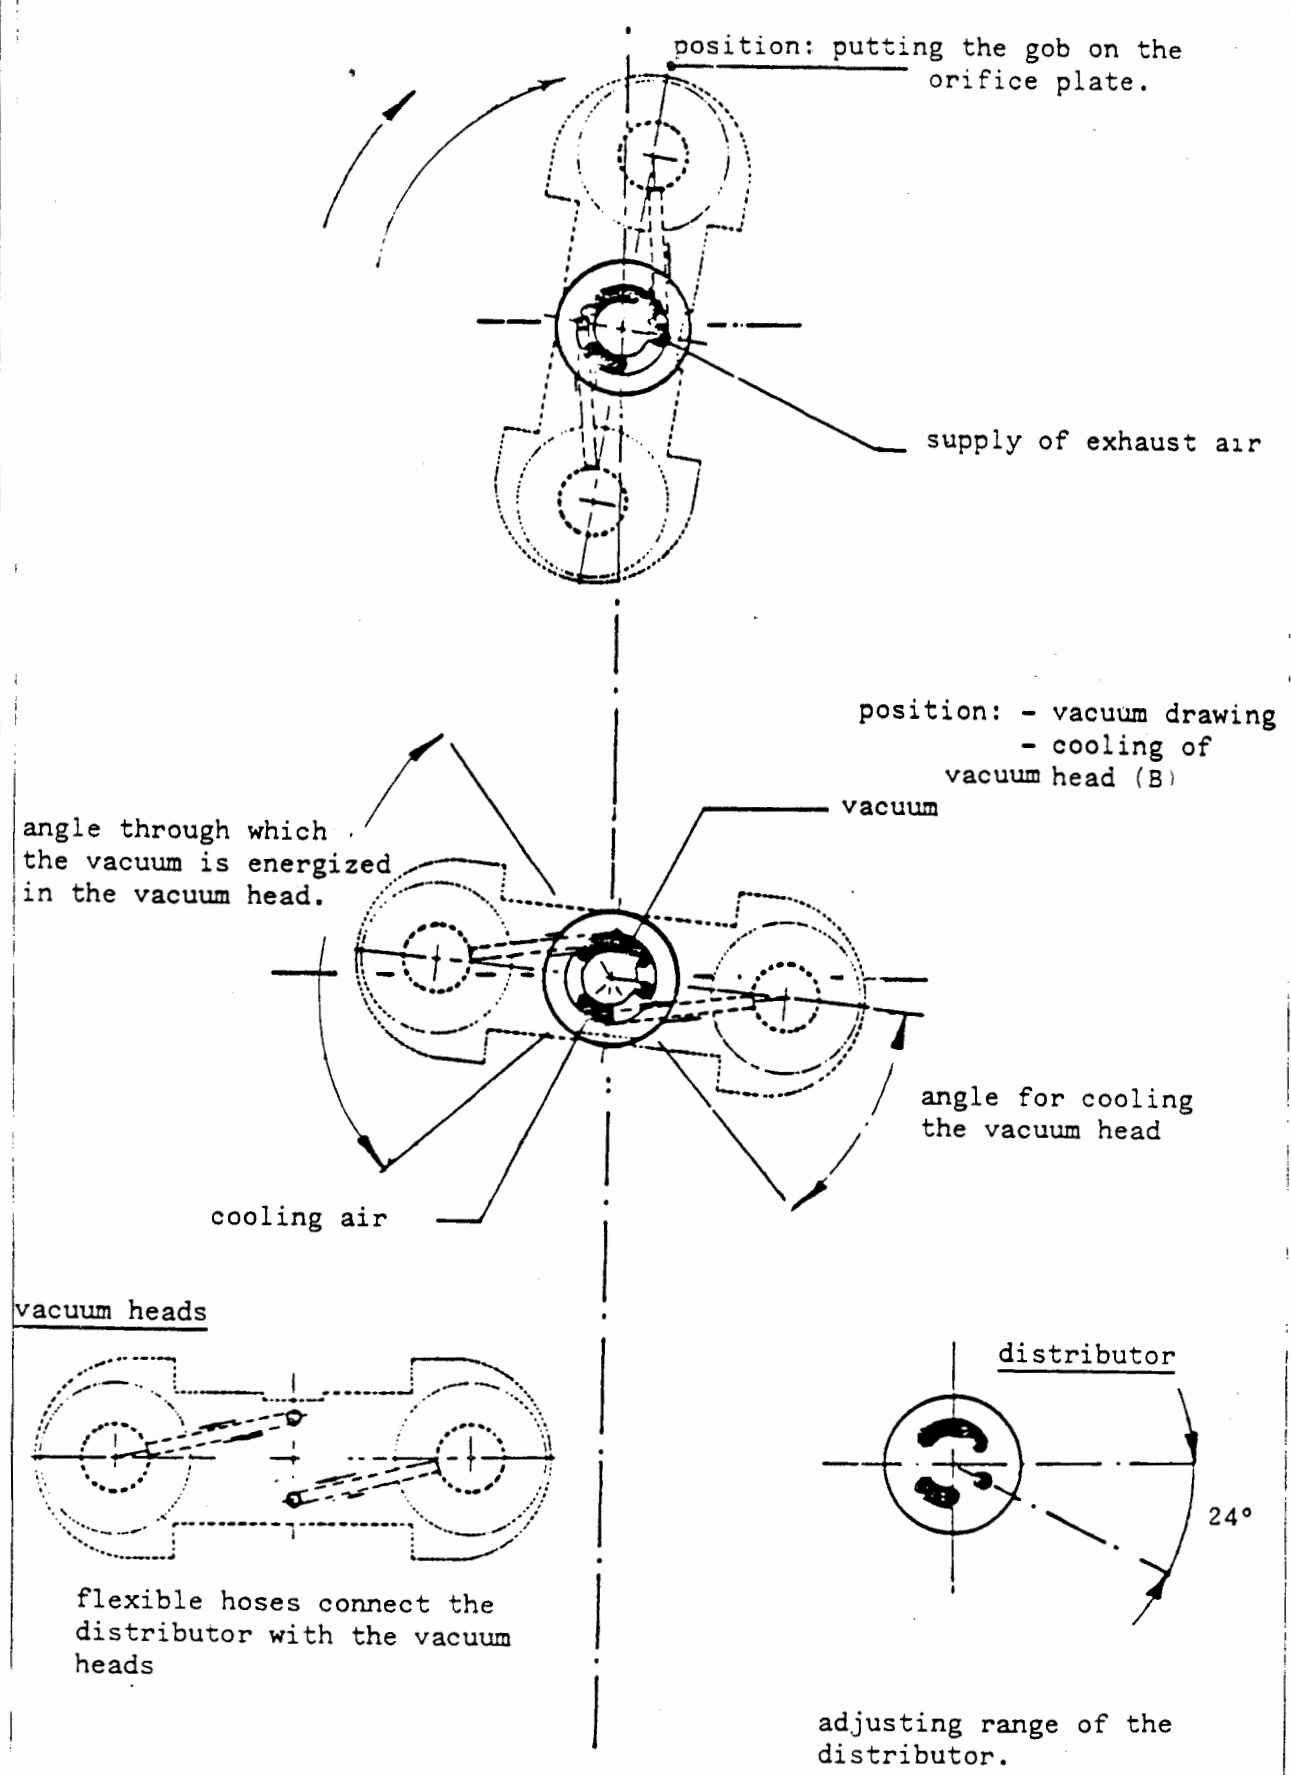 position: putting the gob on the
orifice plate.
supply of exhaust air
position: - vacuum drawing
- cooling of
vacuum head (B)
vacuum
angle through which
the vacuum is energized
in the vacuum head.
angle for cooling
the vacuum head
cooling air
vacuum heads
distributor
24°
flexible hoses connect the
distributor with the vacuum
heads
adjusting range of the
distributor.